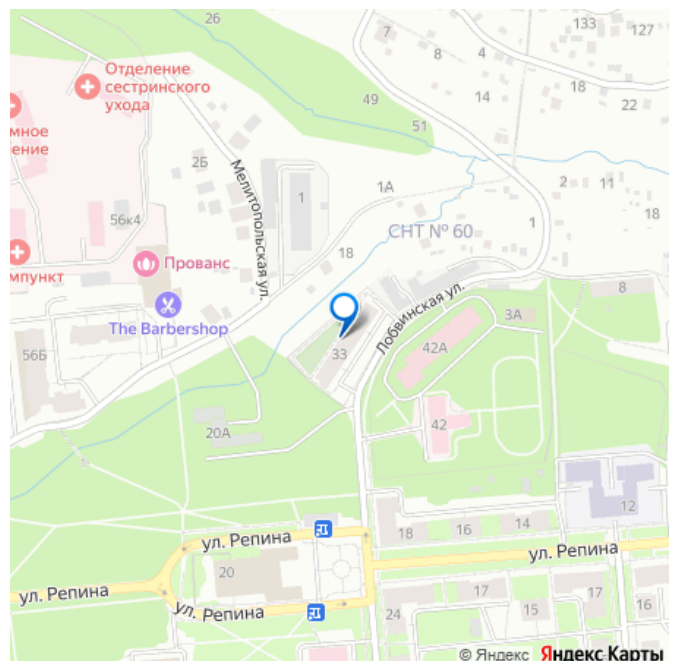 26
133
127
7
8
4
Отделение
сестринского
ухода
18
14
49
22
51
мное
ение
2Б
Мелитопольская ул.
1А
1
2
11
18
56к4
СНТ № 60
1
Прованс
18
мпункт
8
The Barbershop
Лобвинская ул.
3А
56Б
33
42А
20А
42
12
18
16
14
ул. Репина
ул. Репина
20
ул. Репина
ул. Репина
17
17
24
15
16
© Яндекс Яндекс Карты